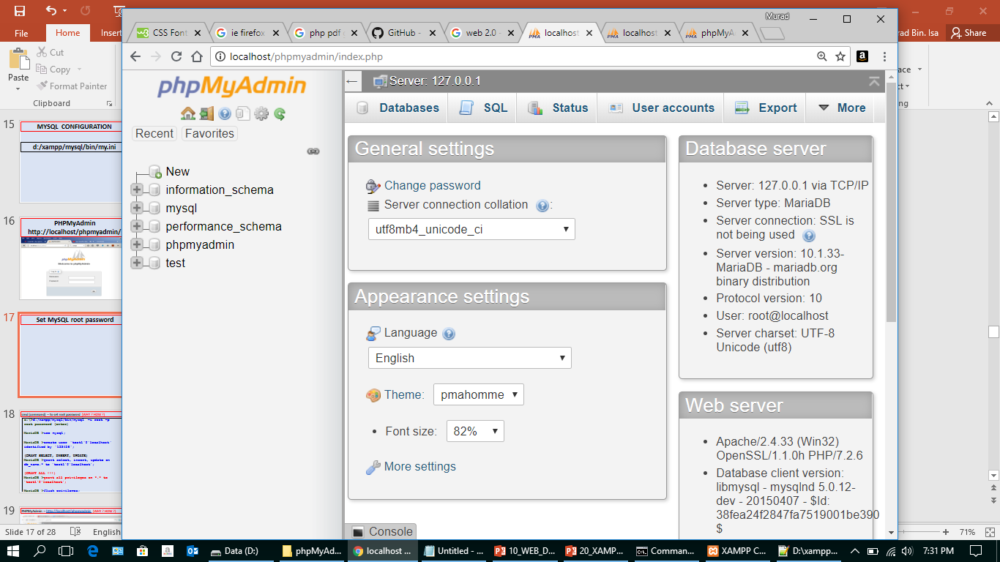 File
Home
Insert
Murad
rad Bin. Isa
Share
CSS Font
ie firefox
php pdf
GitHub -
web 2.0 -
localhost
localhost
phpMyA
localhost/phpmyadmin/index.php
Paste
Cut
Copy
Format Painter
Clipboard
15
MYSQL CONFIGURATION
d:/xampp/mysql/bin/my.ini
16
PHPMyAdmin
http://localhost/phpmyadmin/
17
Set MySQL root password
18
19
phpMyAdmin
Recent
Favorites
New
information_schema
mysql
performance_schema
phpmyadmin
test
Server: 127.0.0.1
Databases
SQL
Status
User accounts
Export
More
General settings
Change password
Server connection collation
:
utf8mb4_unicode_ci
Appearance settings
Language
English
Theme:
pmahomme
Font size:
82%
More settings
Console
Database server
Server: 127.0.0.1 via TCP/IP
Server type: MariaDB
Server connection: SSL is
not being used
Server version: 10.1.33-
MariaDB - mariadb.org
binary distribution
Protocol version: 10
User: root@localhost
Server charset: UTF-8
Unicode (utf8)
Web server
Apache/2.4.33 (Win32)
OpenSSL/1.1.0h PHP/7.2.6
Database client version:
libmysql - mysqlnd 5.0.12-
dev - 20150407 - $Id:
38fea24f2847fa7519001be390
$
Slide 17 of 28
English
71%
Data (D:)
phpMyAd...
localhost ...
Untitled - ...
10_WEB_D...
20_XAMP...
Comman...
XAMPP C...
D:\xampp...
7:31 PM